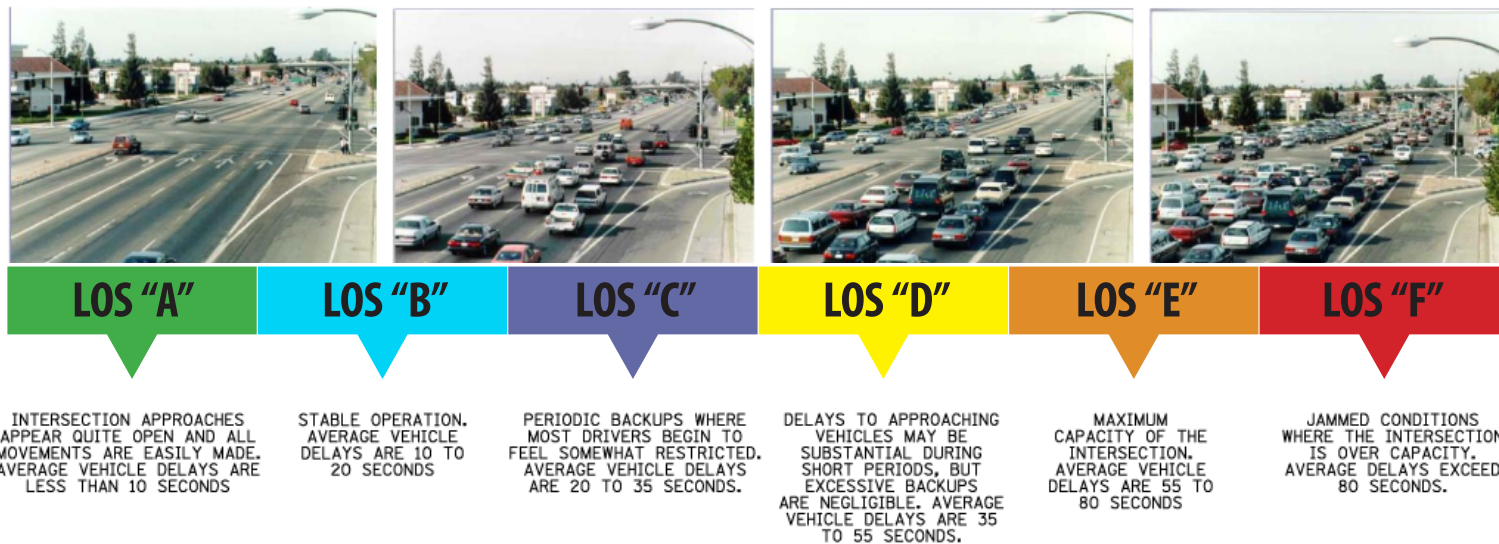 LOS “A”
LOS “B”
LOS “C”
LOS “D”
LOS “E”
LOS “F”
INTERSECTION APPROACHES
APPEAR QUITE OPEN AND ALL
MOVEMENTS ARE EASILY MADE.
AVERAGE VEHICLE DELAYS ARE
LESS THAN 10 SECONDS
STABLE OPERATION.
AVERAGE VEHICLE
DELAYS ARE 10 TO
20 SECONDS
PERIODIC BACKUPS WHERE
MOST DRIVERS BEGIN TO
FEEL SOMEWHAT RESTRICTED.
AVERAGE VEHICLE DELAYS
ARE 20 TO 35 SECONDS.
DELAYS TO APPROACHING
VEHICLES MAY BE
SUBSTANTIAL DURING
SHORT PERIODS, BUT
EXCESSIVE BACKUPS
ARE NEGLIGIBLE. AVERAGE
VEHICLE DELAYS ARE 35
TO 55 SECONDS.
MAXIMUM
CAPACITY OF THE
INTERSECTION.
AVERAGE VEHICLE
DELAYS ARE 55 TO
80 SECONDS
JAMMED CONDITIONS
WHERE THE INTERSECTION
IS OVER CAPACITY.
AVERAGE DELAYS EXCEED
80 SECONDS.